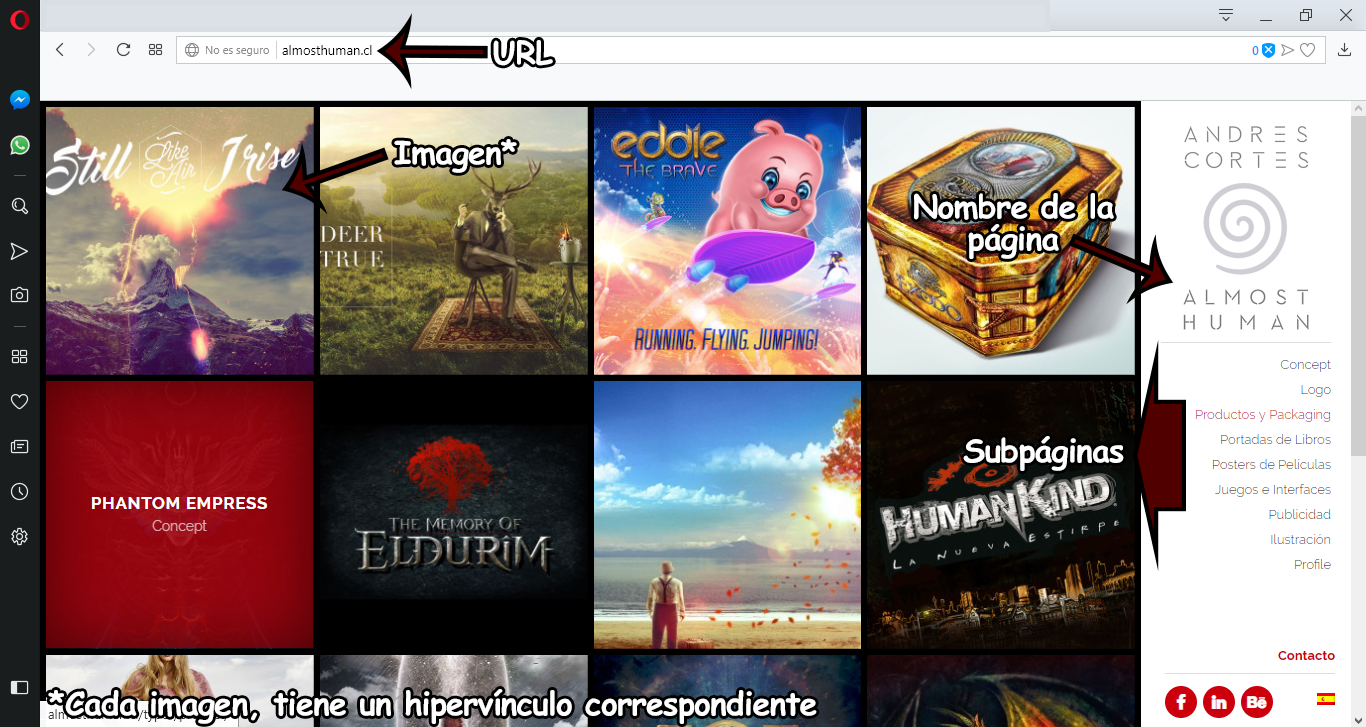 No es seguro
almosthuman.cl
URL
0
Still Like Air I rise
Imagen*
DEER
TRUE
eddie
THE BRAVE
RUNNING. FLYING. JUMPING!
Nombre de la
página
ANDRES
CORTES
ALMOST
HUMAN
Concept
Logo
Productos y Packaging
Portadas de Libros
Posters de Peliculas
Juegos e Interfaces
Publicidad
Ilustración
Profile
PHANTOM EMPRESS
Concept
THE MEMORY OF
ELDURIM
Subpáginas
HUMANKIND
LA NUEVA ESTIRPE
Contacto
f in Bē
*Cada imagen, tiene un hipervínculo correspondiente